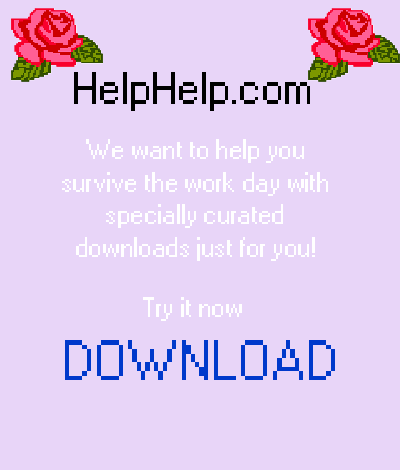 HelpHelp.com
We want to help you
survive the work day with
specially curated
downloads just for you!
Try it now
DOWNLOAD